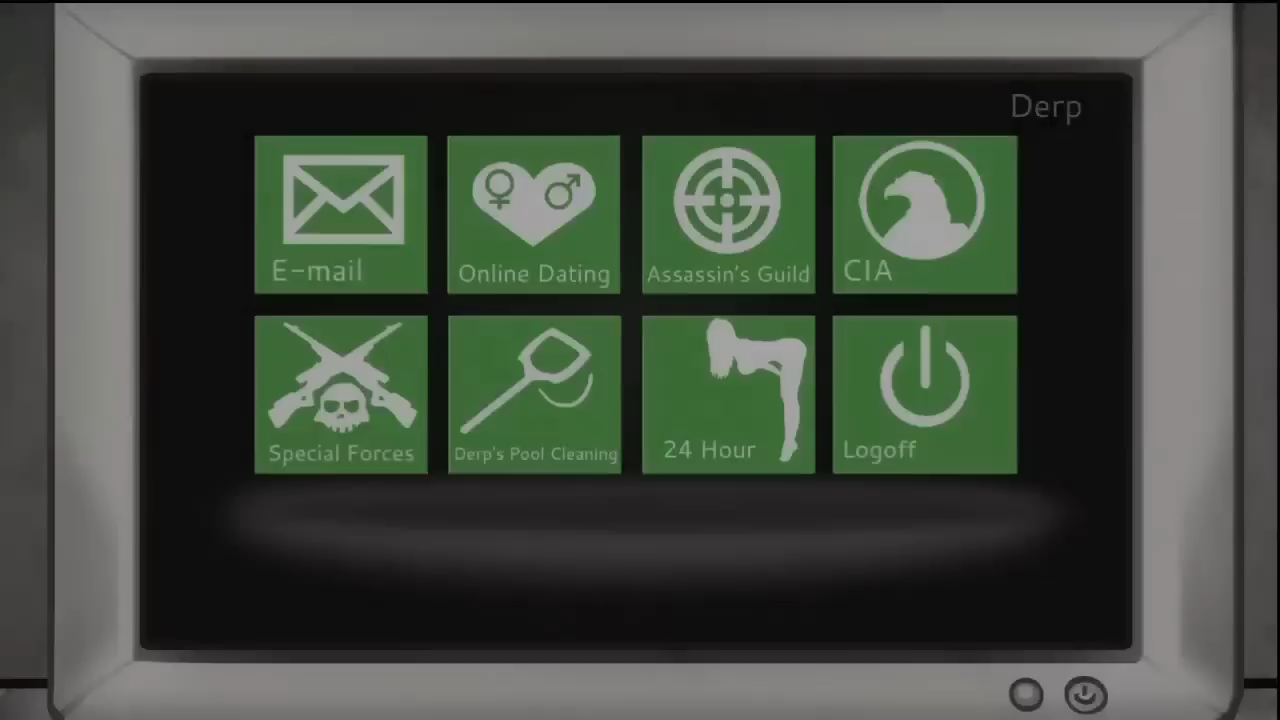 Derp
E-mail
Online Dating
Assassin's Guild
CIA
Special Forces
Derp's Pool Cleaning
24 Hour
Logoff